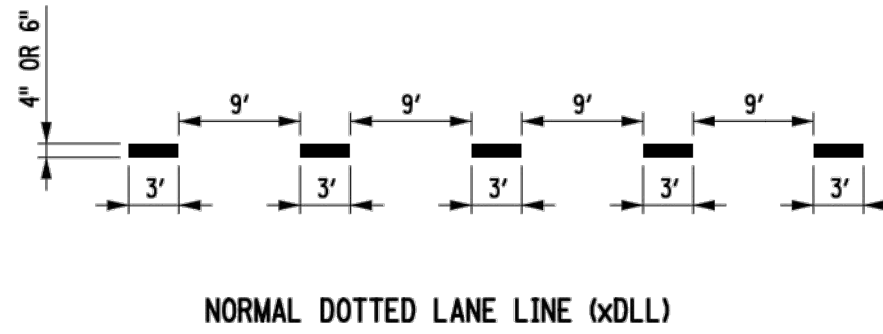 4" OR 6"
9' 9' 9' 9'
3' 3' 3' 3' 3'
NORMAL DOTTED LANE LINE (xDLL)